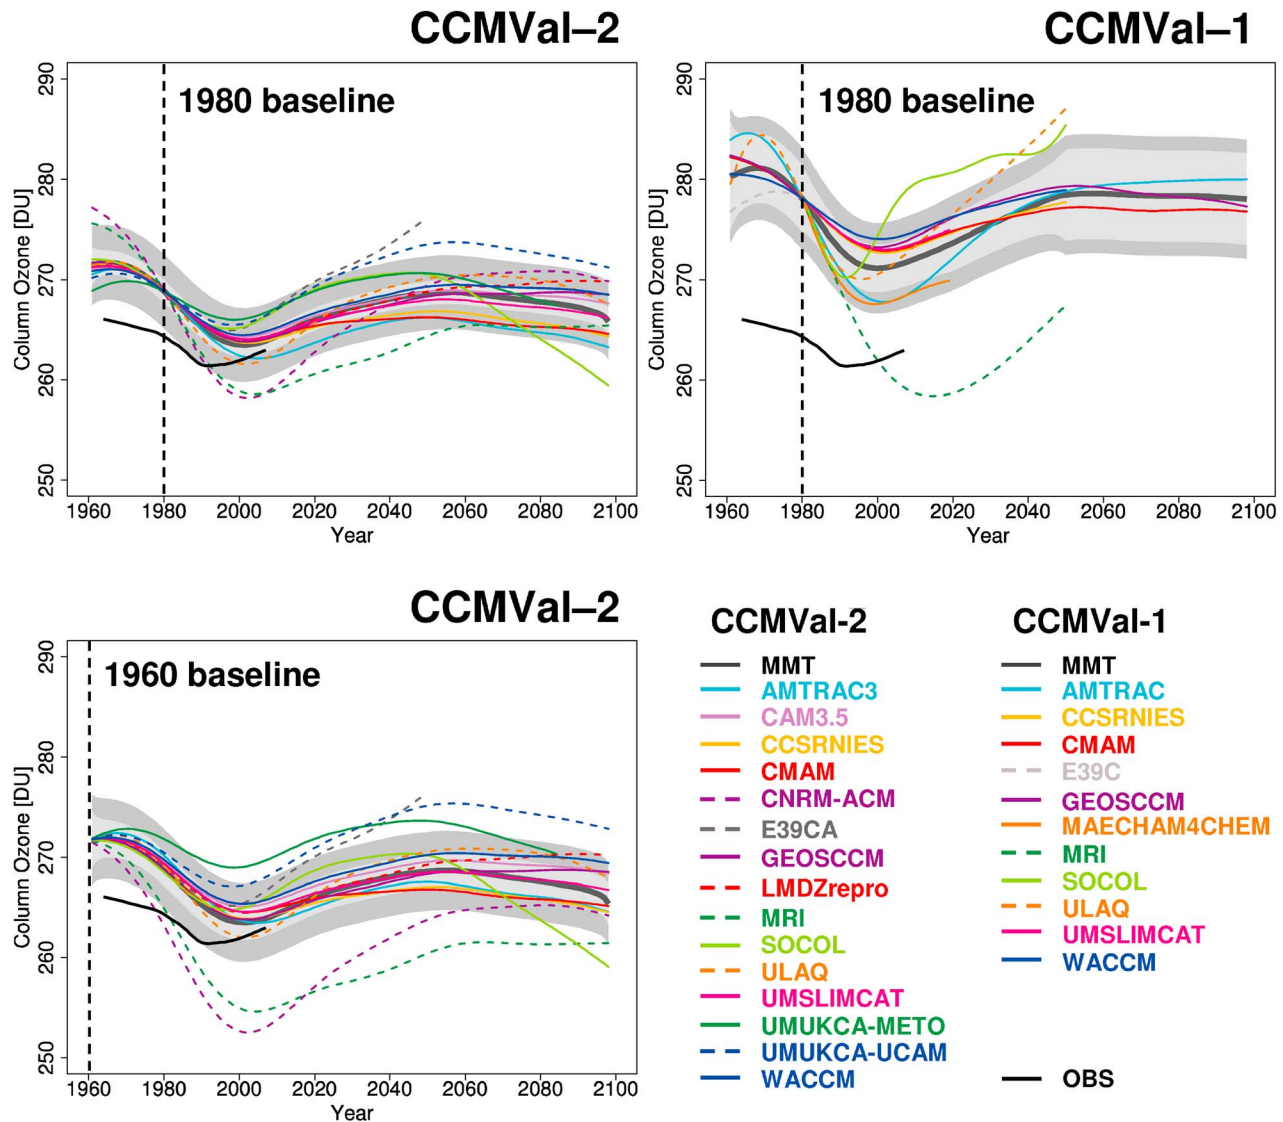 CCMVal–2
1980 baseline
290
280
270
260
250
Column Ozone [DU]
1960 1980 2000 2020 2040 2060 2080 2100
Year
CCMVal–1
1980 baseline
290
280
270
260
250
Column Ozone [DU]
1960 1980 2000 2020 2040 2060 2080 2100
Year
CCMVal–2
1960 baseline
290
280
270
260
250
Column Ozone [DU]
1960 1980 2000 2020 2040 2060 2080 2100
Year
CCMVal-2
MMT
AMTRAC3
CAM3.5
CCSRNIES
CMAM
CNRM-ACM
E39CA
GEOSCCM
LMDZrepro
MRI
SOCOL
ULAQ
UMSLIMCAT
UMUKCA-METO
UMUKCA-UCAM
WACCM
CCMVal-1
MMT
AMTRAC
CCSRNIES
CMAM
E39C
GEOSCCM
MAECHAM4CHEM
MRI
SOCOL
ULAQ
UMSLIMCAT
WACCM
OBS